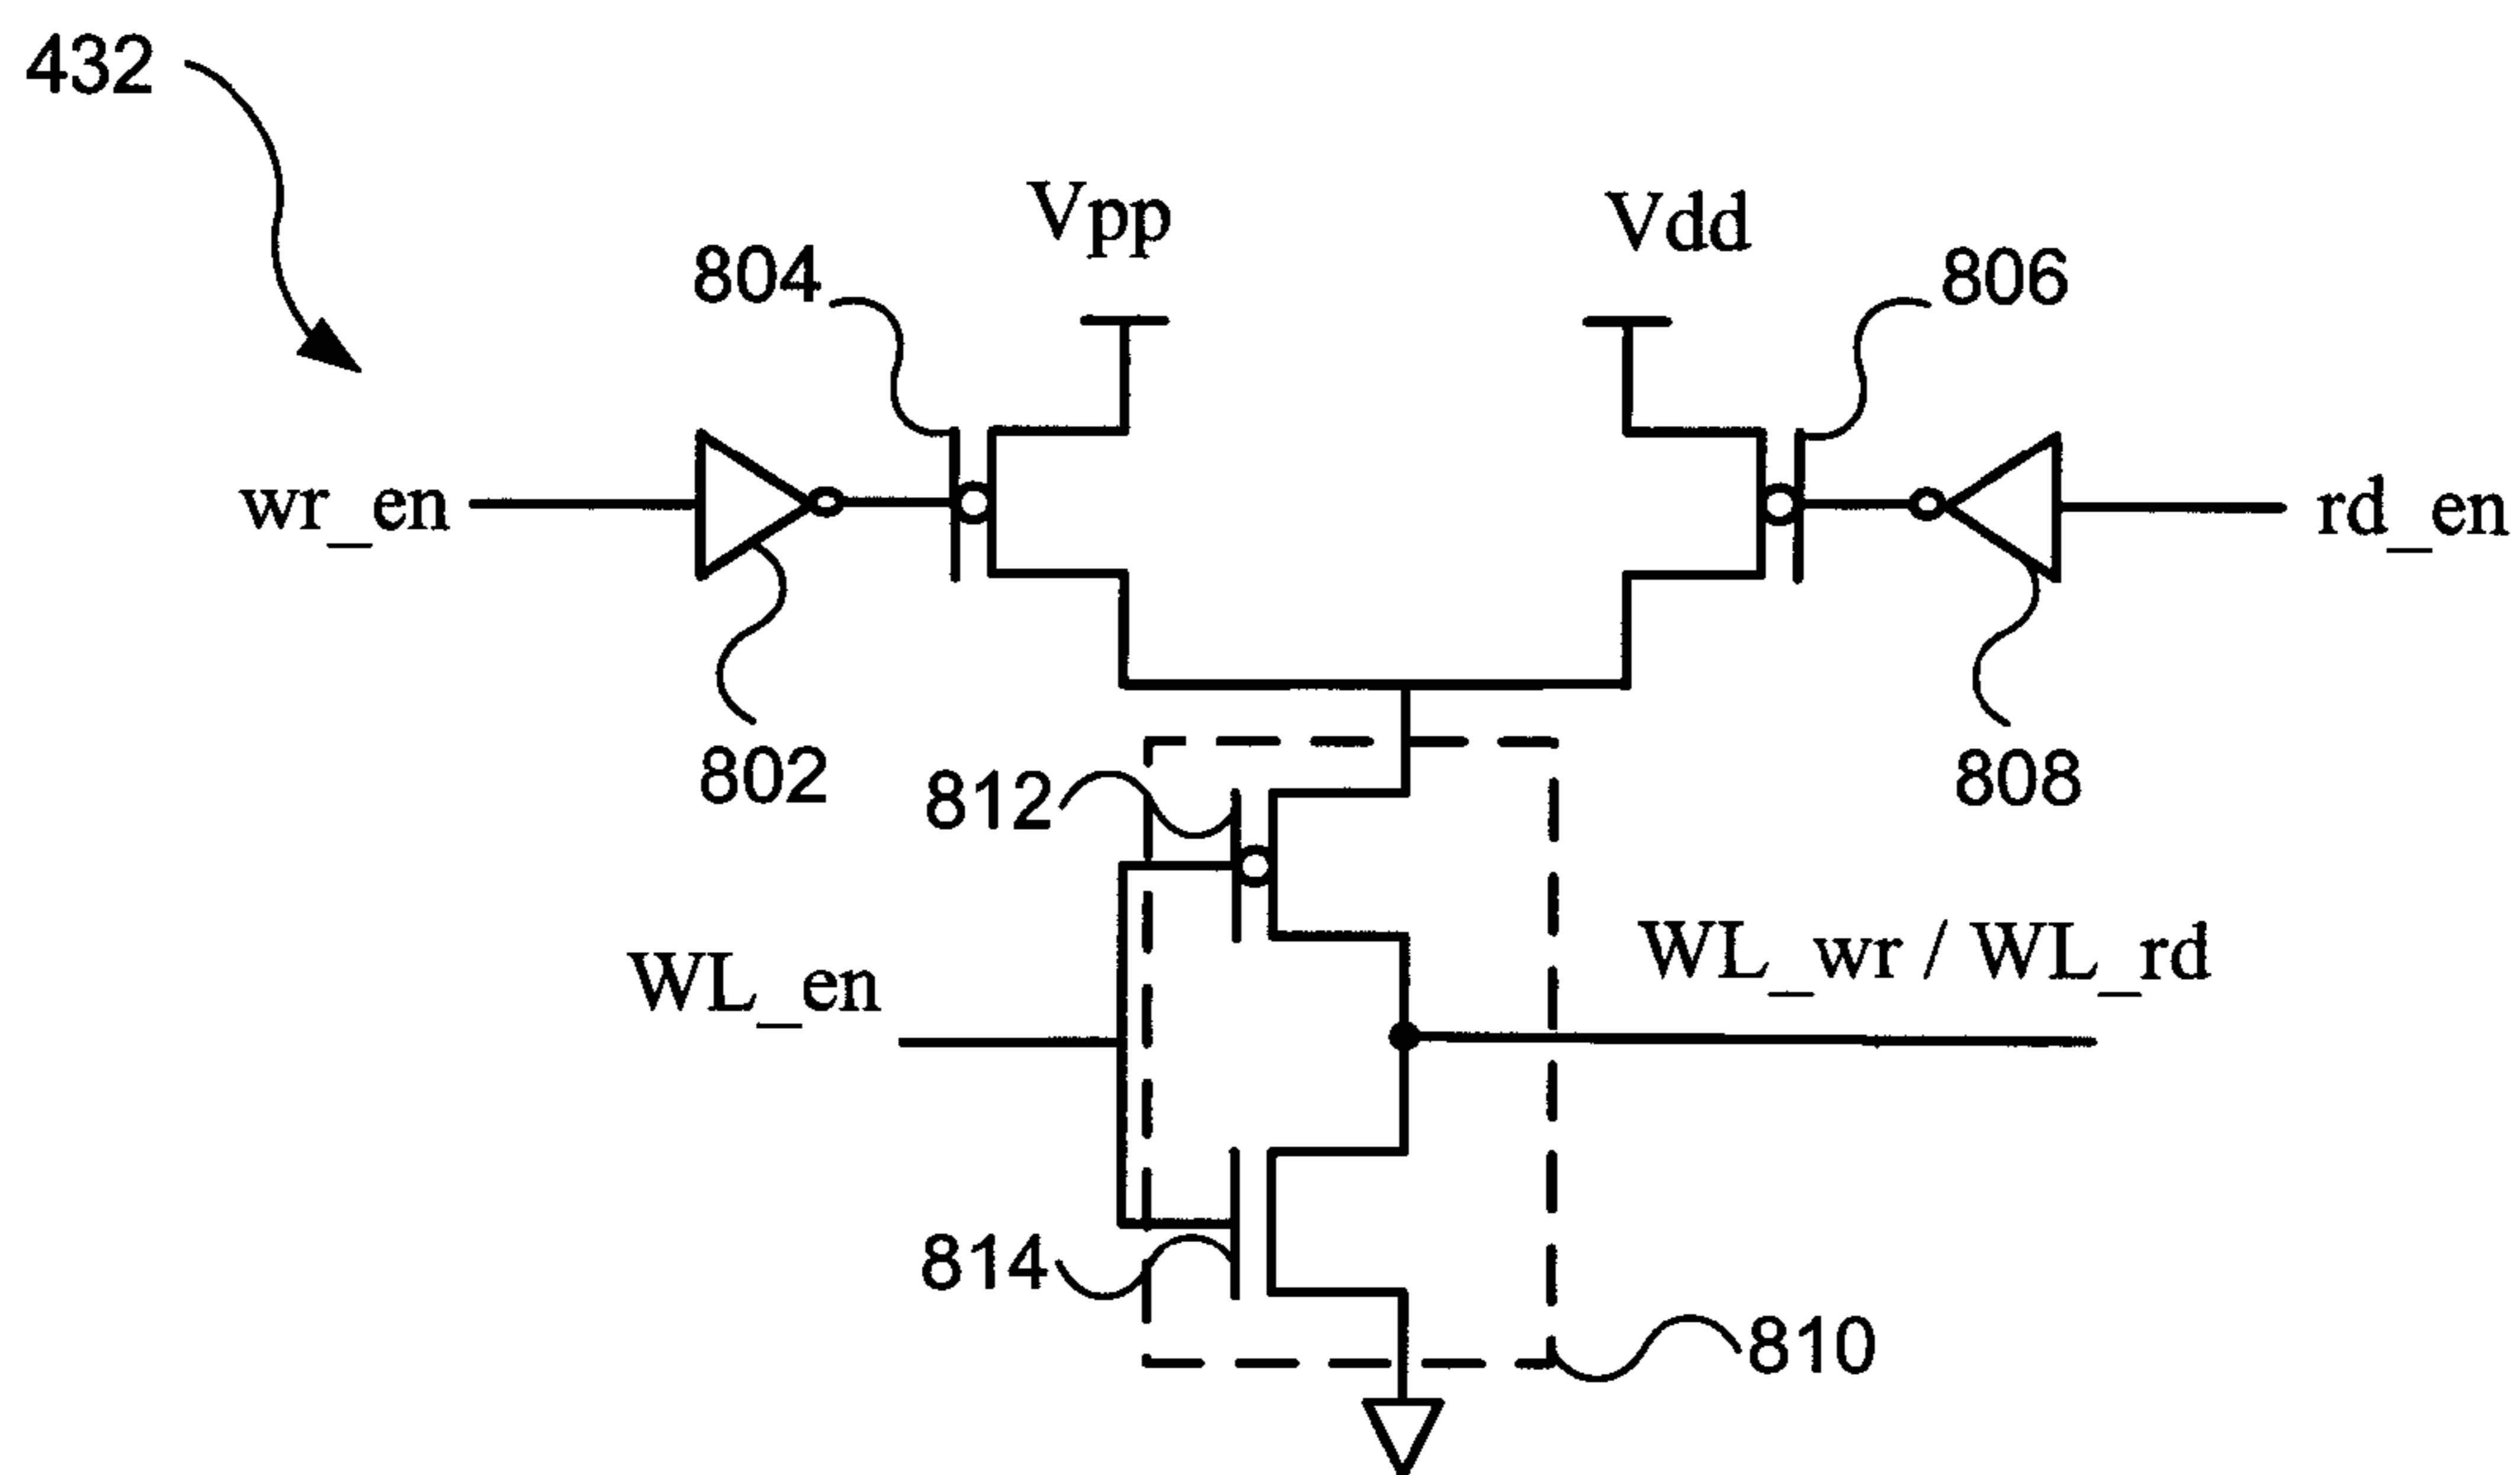 432
Vpp
Vdd
804
806
wr_en
rd_en
802
808
812
WL_en
WL_wr / WL_rd
814
810